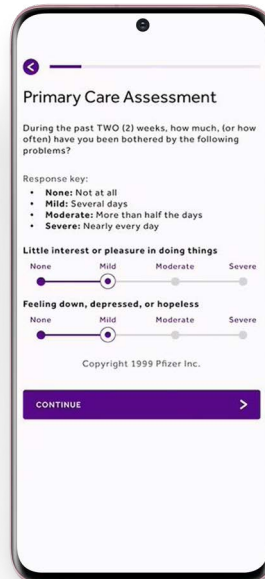 Primary Care Assessment
During the past TWO (2) weeks, how much, (or how
often) have you been bothered by the following
problems?
Response key:
• None: Not at all
• Mild: Several days
• Moderate: More than half the days
• Severe: Nearly every day
Little interest or pleasure in doing things
None Mild Moderate Severe
Feeling down, depressed, or hopeless
None Mild Moderate Severe
Copyright 1999 Pfizer Inc.
CONTINUE